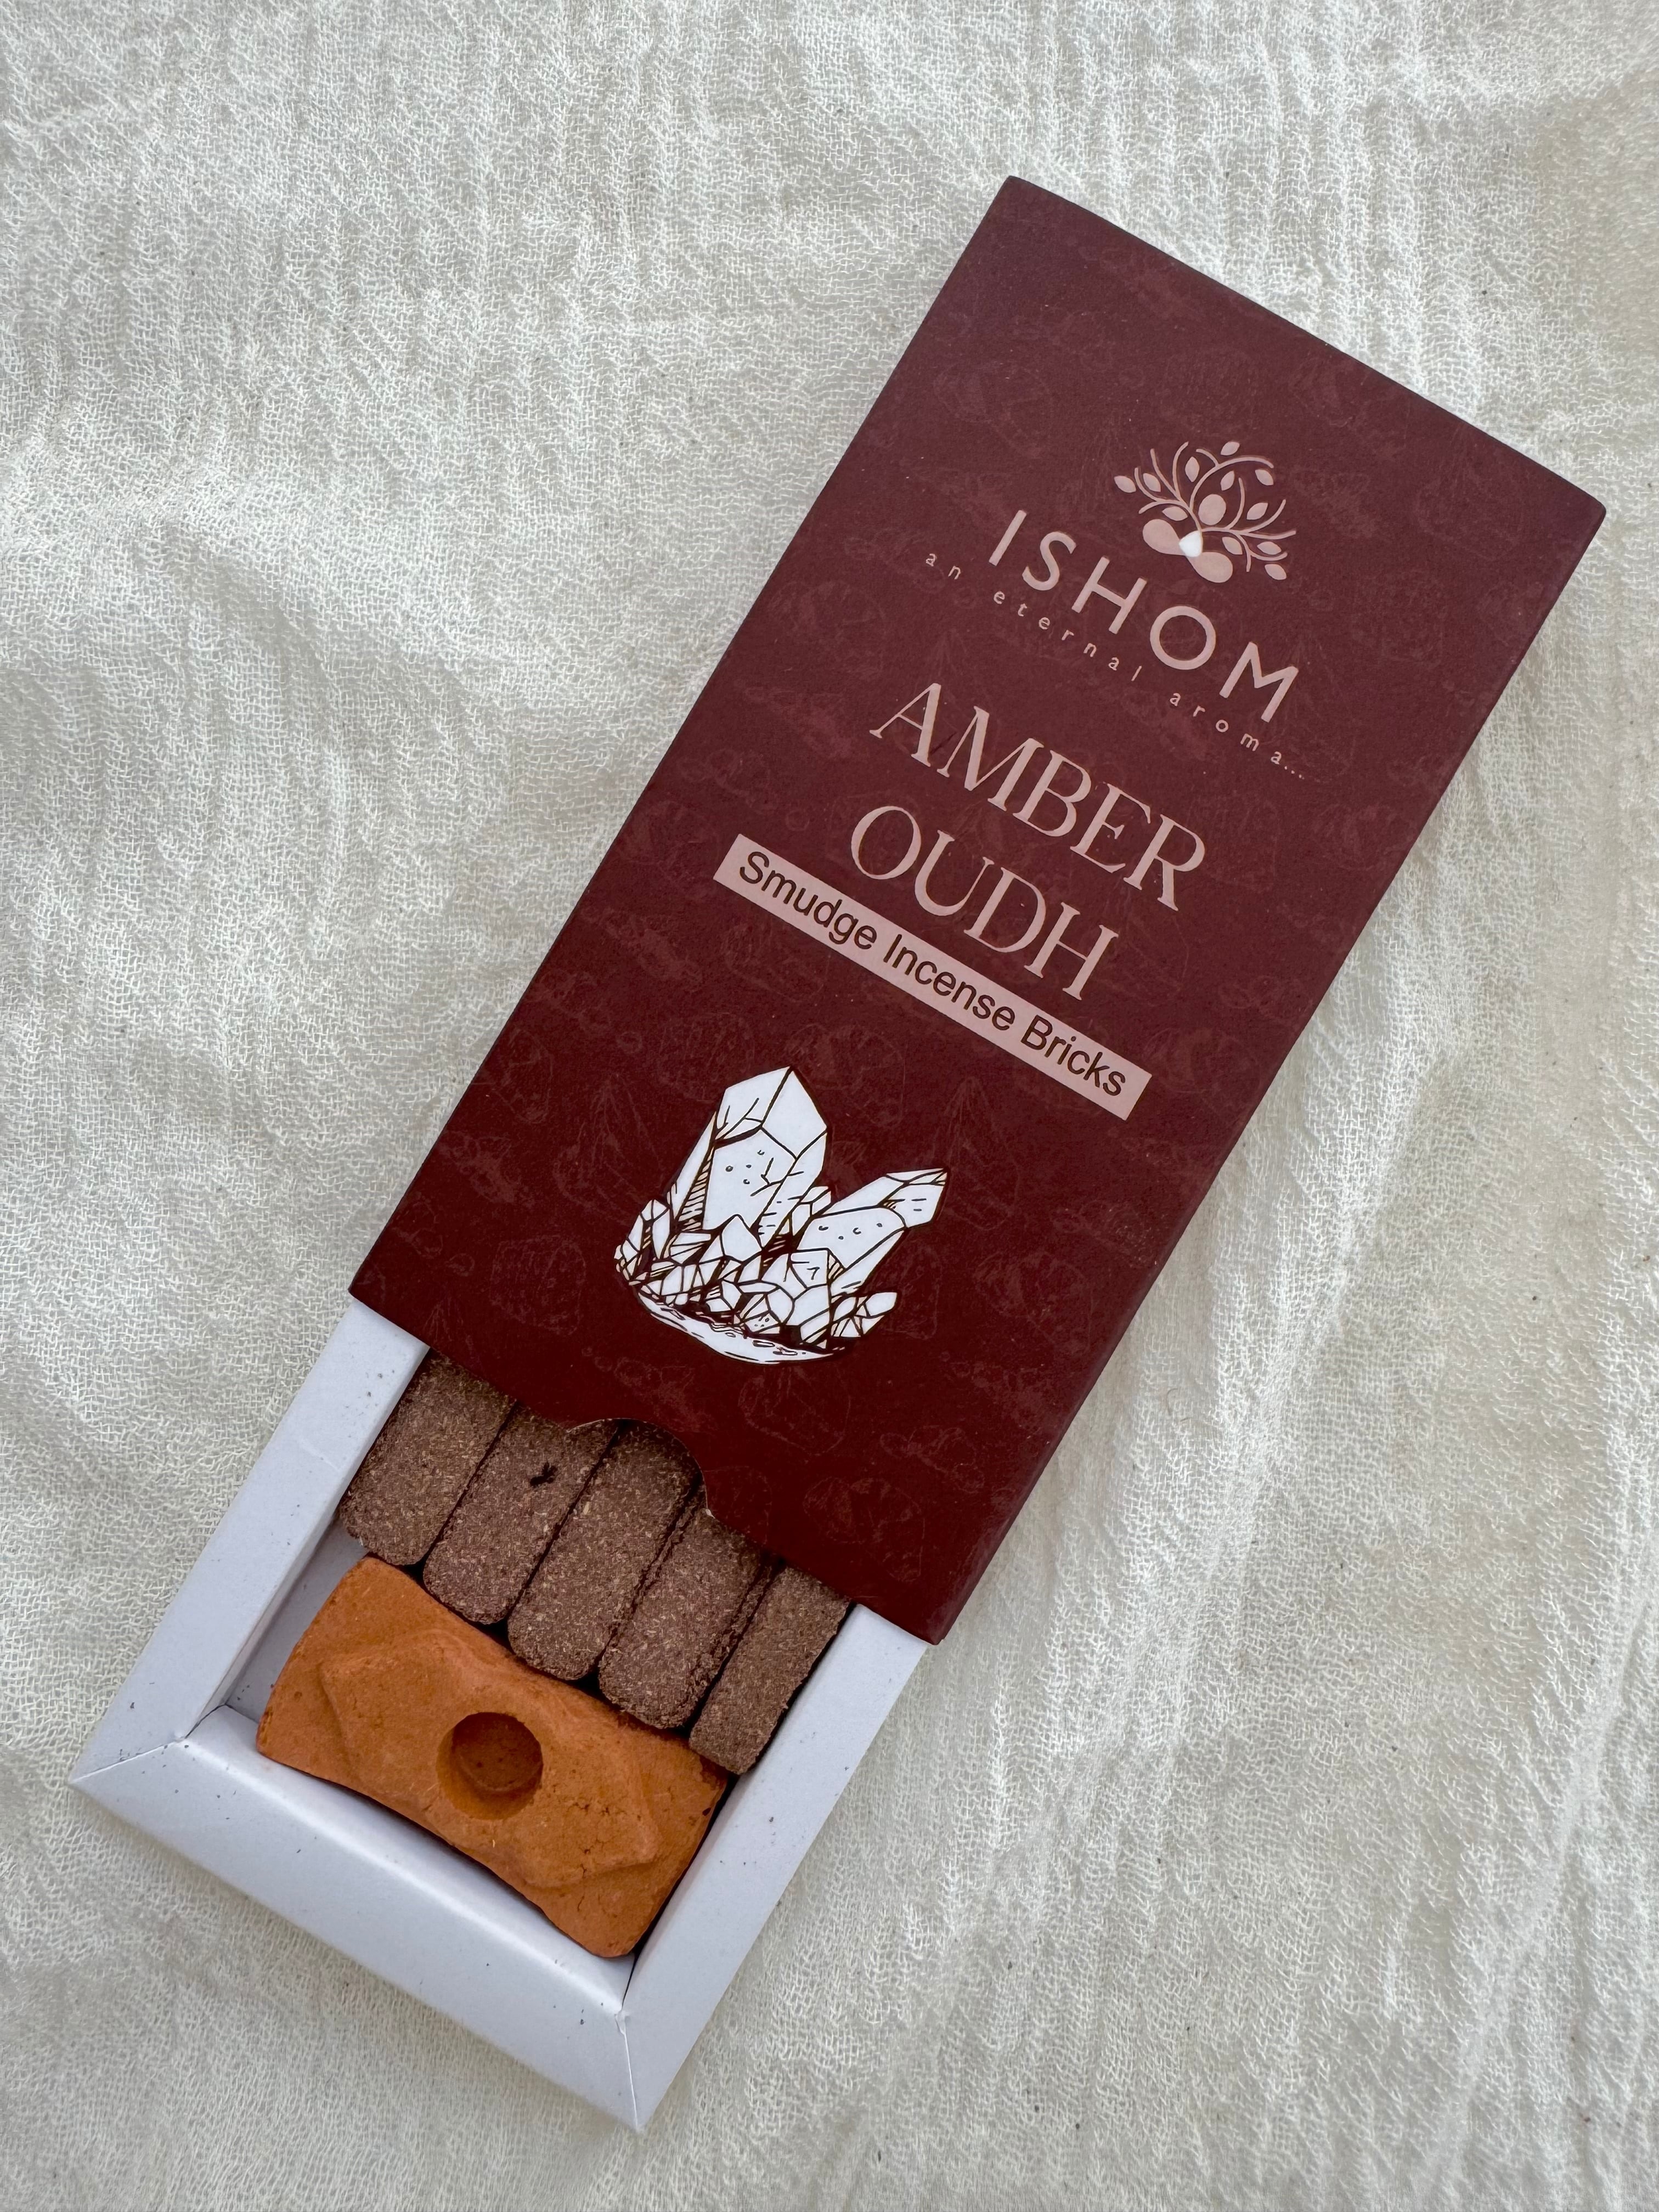 ISHOM
an eternal aroma...
AMBER
OUDH
Smudge Incense Bricks